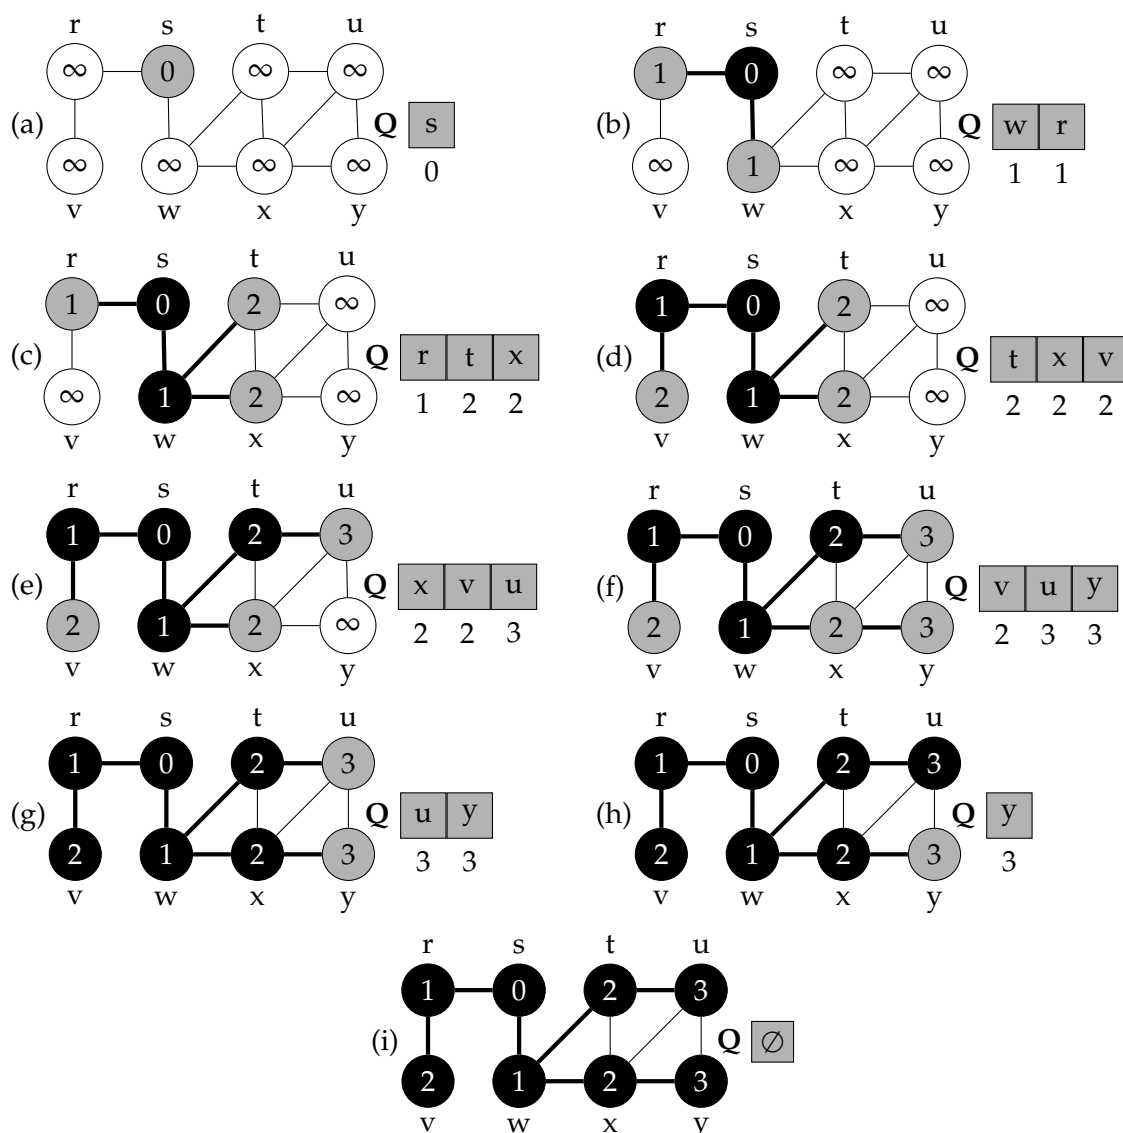 r s t u
∞ 0 ∞ ∞
(a) Q s
∞ ∞ ∞ ∞ 0
v w x y
r s t u
1 0 ∞ ∞
(b) Q w r
∞ 1 ∞ ∞ 1 1
v w x y
r s t u
1 0 2 ∞
(c) Q r t x
∞ 1 2 ∞ 1 2 2
v w x y
r s t u
1 0 2 ∞
(d) Q t x v
2 1 2 ∞ 2 2 2
v w x y
r s t u
1 0 2 3
(e) Q x v u
2 1 2 ∞ 2 2 3
v w x y
r s t u
1 0 2 3
(f) Q v u y
2 1 2 3 2 3 3
v w x y
r s t u
1 0 2 3
(g) Q u y
2 1 2 3 3 3
v w x y
r s t u
1 0 2 3
(h) Q y
2 1 2 3 3
v w x y
r s t u
1 0 2 3
(i) Q ∅
2 1 2 3
v w x y